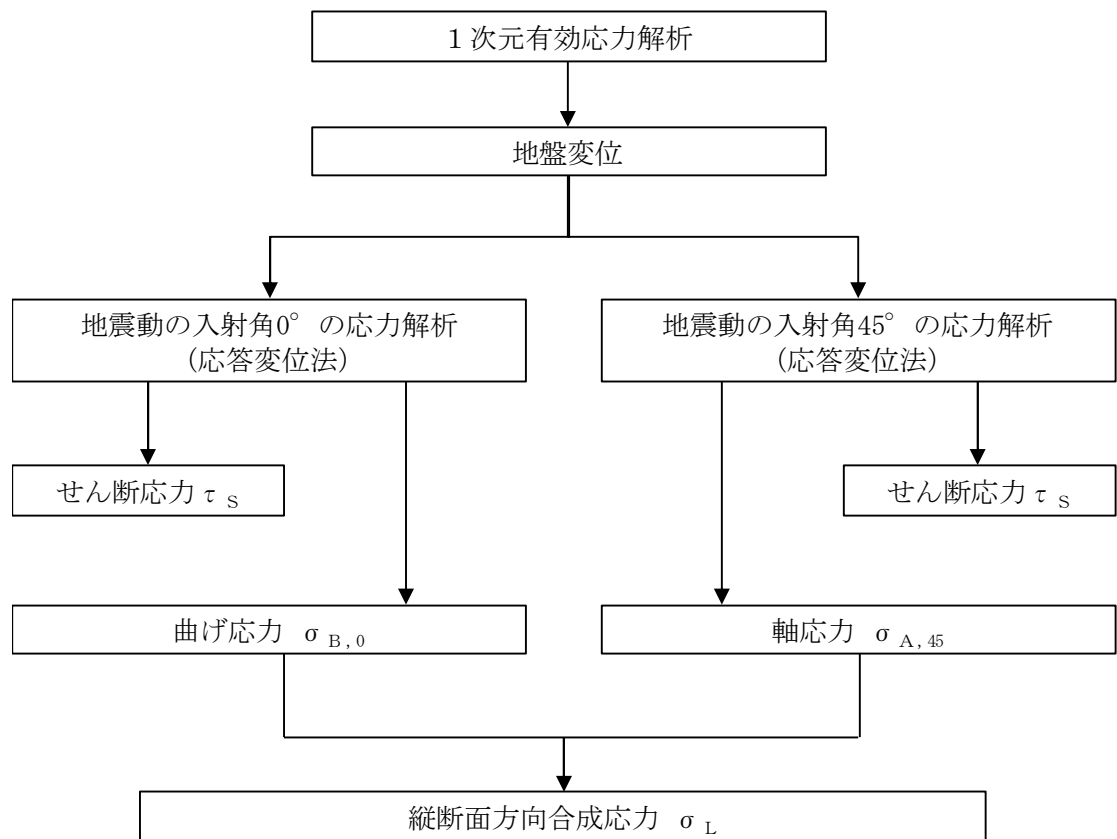 １次元有効応力解析
地盤変位
地震動の入射角0°の応力解析
(応答変位法)
地震動の入射角45°の応力解析
(応答変位法)
せん断応力τS
せん断応力τS
曲げ応力 σB,0
軸応力 σA,45
縦断面方向合成応力 σL